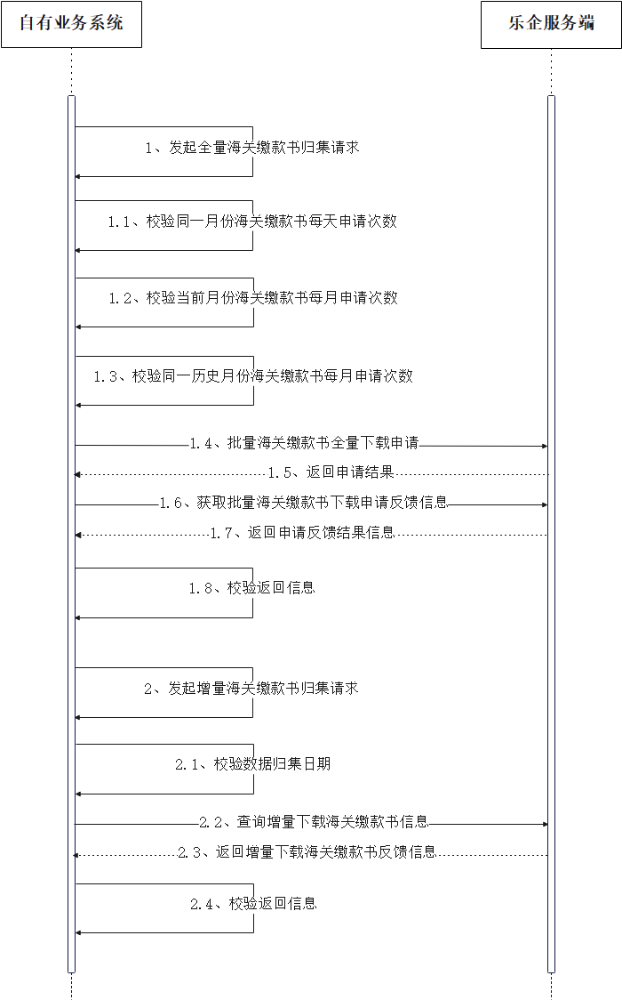 自有业务系统
乐企服务端
1、发起全量海关缴款书归集请求
1.1、校验同一月份海关缴款书每天申请次数
1.2、校验当前月份海关缴款书每月申请次数
1.3、校验同一历史月份海关缴款书每月申请次数
1.4、批量海关缴款书全量下载申请
1.5、返回申请结果
1.6、获取批量海关缴款书下载申请反馈信息
1.7、返回申请反馈结果信息
1.8、校验返回信息
2、发起增量海关缴款书归集请求
2.1、校验数据归集日期
2.2、查询增量下载海关缴款书信息
2.3、返回增量下载海关缴款书反馈信息
2.4、校验返回信息